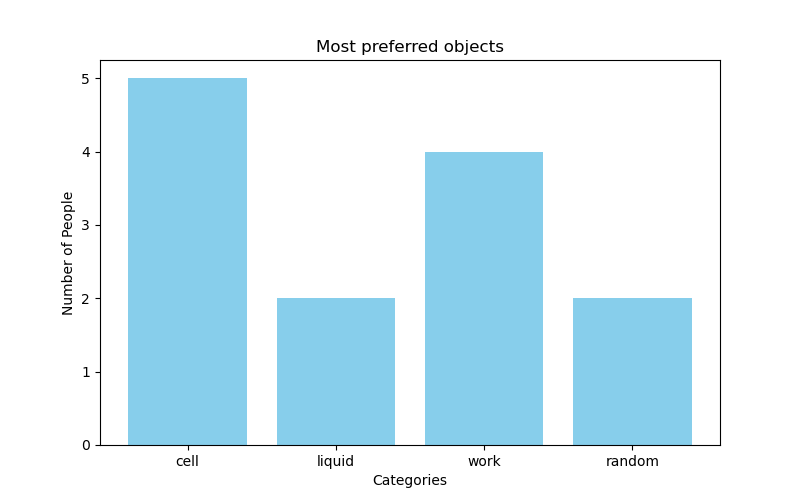 Most preferred objects
Number of People
5
4
3
2
1
0
cell liquid work random
Categories